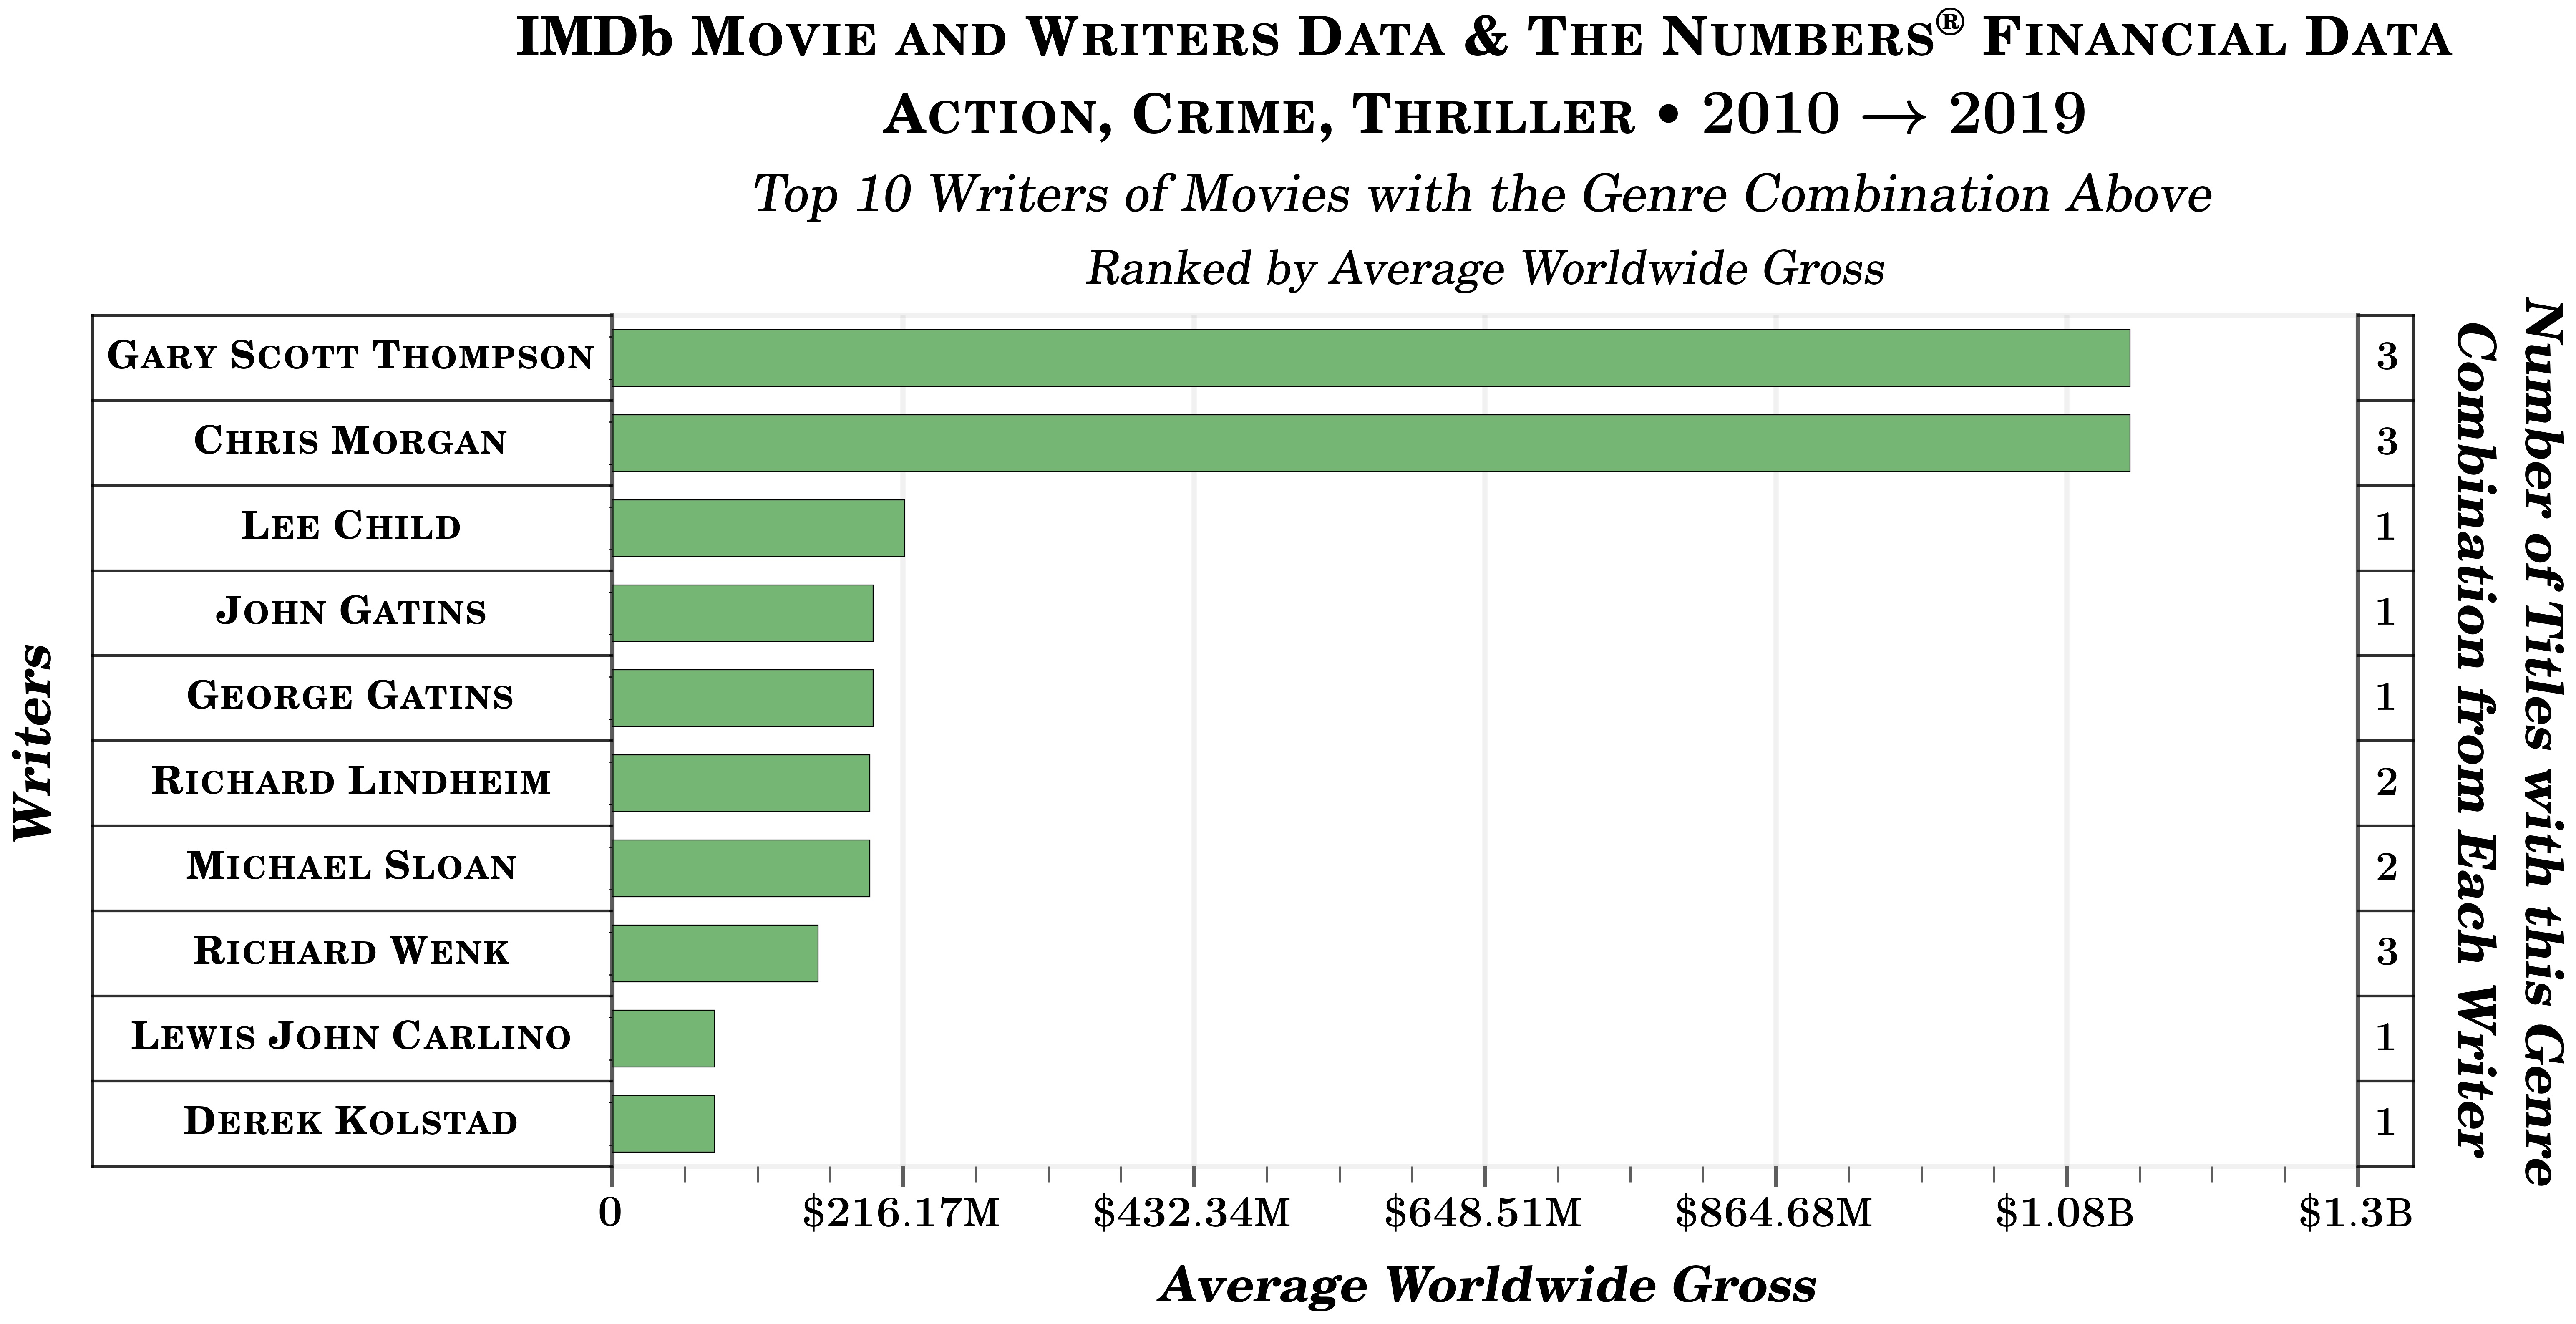 IMDb Movie and Writers Data & The Numbers® Financial Data
Action, Crime, Thriller • 2010 → 2019
Top 10 Writers of Movies with the Genre Combination Above
Ranked by Average Worldwide Gross
Writers
Gary Scott Thompson 3
Chris Morgan 3
Lee Child 1
John Gatins 1
George Gatins 1
Richard Lindheim 2
Michael Sloan 2
Richard Wenk 3
Lewis John Carlino 1
Derek Kolstad 1
Number of Titles with this Genre
Combination from Each Writer
0 $216.17M $432.34M $648.51M $864.68M $1.08B $1.3B
Average Worldwide Gross